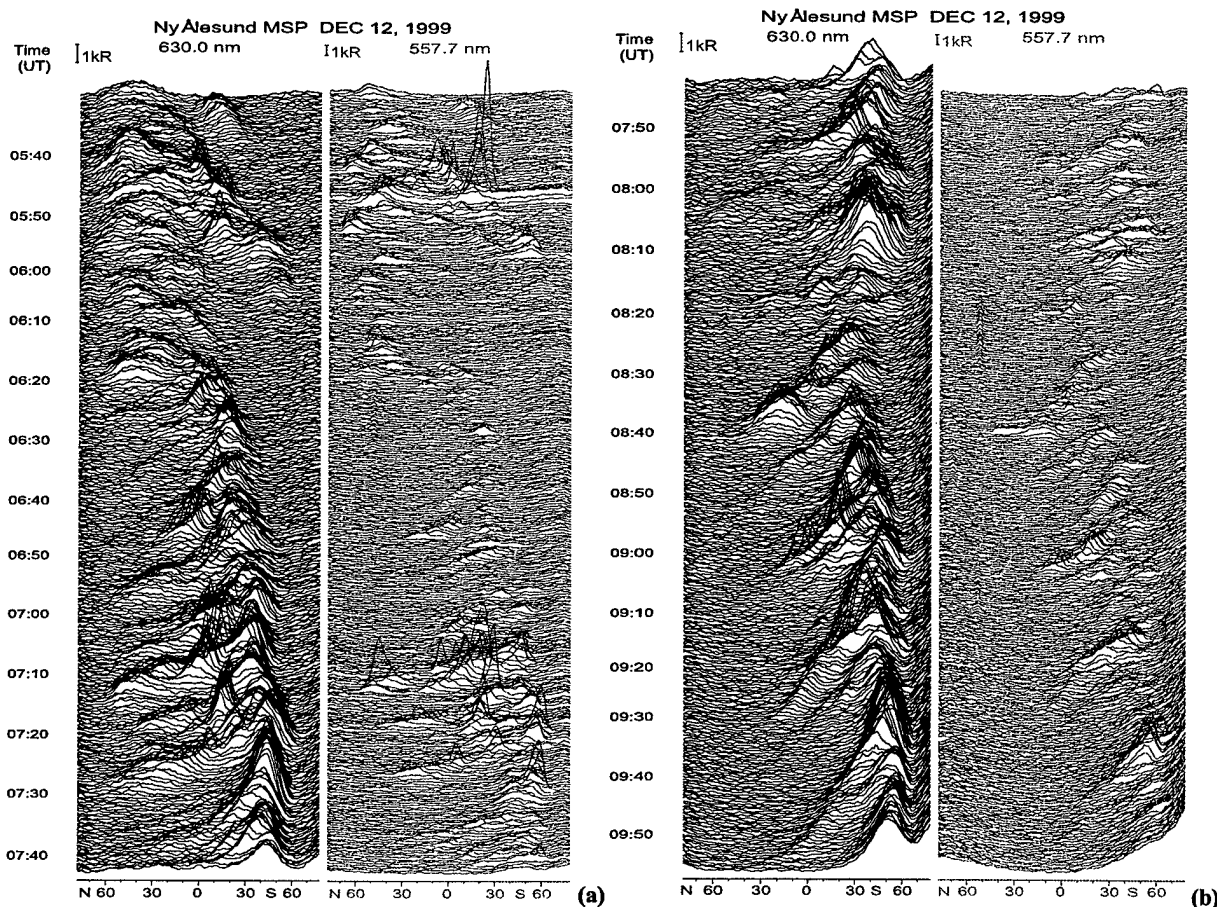 Ny Ålesund MSP DEC 12, 1999
Time (UT)
1kR
630.0 nm
1kR
557.7 nm
05:40
05:50
06:00
06:10
06:20
06:30
06:40
06:50
07:00
07:10
07:20
07:30
07:40
N 60 30 0 30 S 60
N 60 30 0 30 S 60
(a)
Ny Ålesund MSP DEC 12, 1999
Time (UT)
1kR
630.0 nm
1kR
557.7 nm
07:50
08:00
08:10
08:20
08:30
08:40
08:50
09:00
09:10
09:20
09:30
09:40
09:50
N 60 30 0 30 S 60
N 60 30 0 30 S 60
(b)